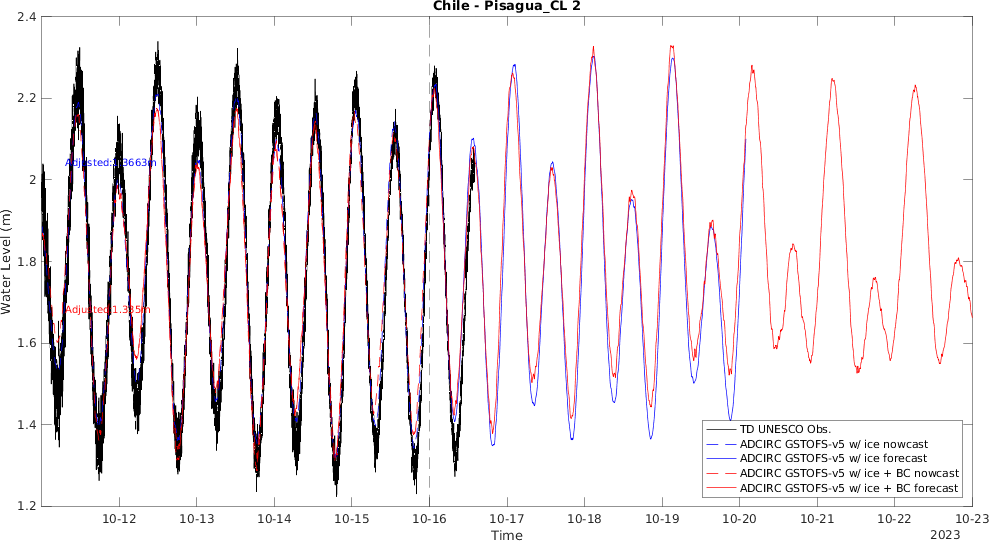 Chile - Pisagua_CL 2
2.4
2.2
2
1.8
1.6
1.4
1.2
Water Level (m)
Adjusted:1.3663m
Adjusted:1.335m
TD UNESCO Obs.
ADCIRC GSTOFS-v5 w/ ice nowcast
ADCIRC GSTOFS-v5 w/ ice forecast
ADCIRC GSTOFS-v5 w/ ice + BC nowcast
ADCIRC GSTOFS-v5 w/ ice + BC forecast
10-12 10-13 10-14 10-15 10-16 10-17 10-18 10-19 10-20 10-21 10-22 10-23
Time
2023